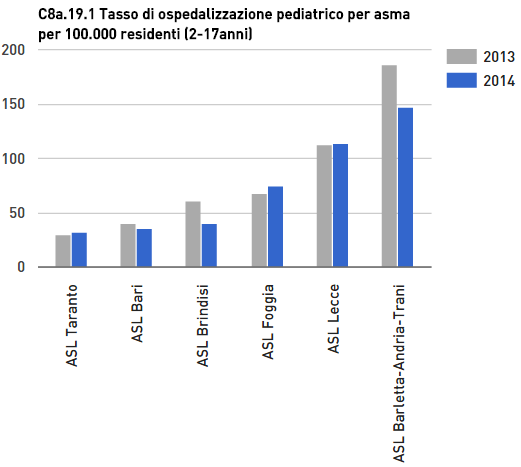 C8a.19.1 Tasso di ospedalizzazione pediatrico per asma
per 100.000 residenti (2-17anni)
200
150
100
50
0
2013
2014
ASL Taranto
ASL Bari
ASL Brindisi
ASL Foggia
ASL Lecce
ASL Barletta-Andria-Trani